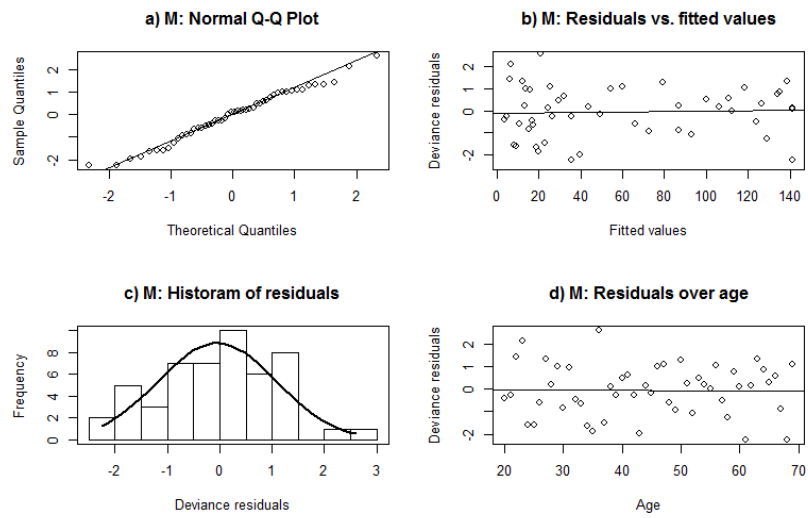 a) M: Normal Q-Q Plot
Sample Quantiles
-2 0 1 2
-2 -1 0 1 2
Theoretical Quantiles
b) M: Residuals vs. fitted values
Deviance residuals
-2 0 1 2
0 20 40 60 80 100 120 140
Fitted values
c) M: Historam of residuals
Frequency
0 2 4 6 8
-2 -1 0 1 2 3
Deviance residuals
d) M: Residuals over age
Deviance residuals
-2 0 1 2
20 30 40 50 60 70
Age